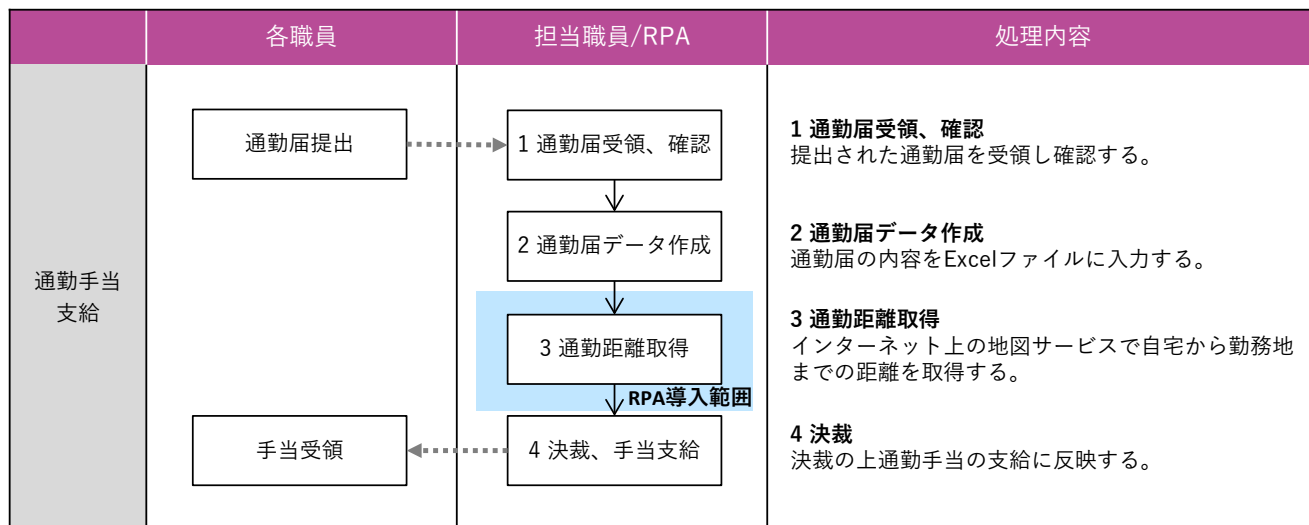 各職員
担当職員/RPA
処理内容
通勤手当
支給
通勤届提出
1 通勤届受領、確認
2 通勤届データ作成
3 通勤距離取得
RPA導入範囲
手当受領
4 決裁、手当支給
1 通勤届受領、確認
提出された通勤届を受領し確認する。
2 通勤届データ作成
通勤届の内容をExcelファイルに入力する。
3 通勤距離取得
インターネット上の地図サービスで自宅から勤務地
までの距離を取得する。
4 決裁
決裁の上通勤手当の支給に反映する。